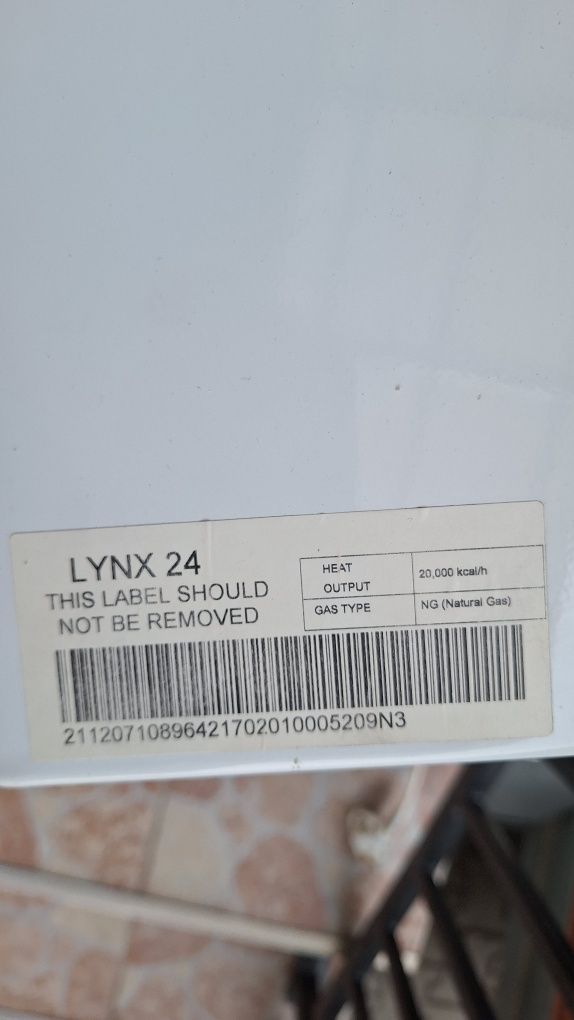 LYNX 24
THIS LABEL SHOULD
NOT BE REMOVED
HEAT OUTPUT 20,000 kcal/h
GAS TYPE NG (Natural Gas)
21120710896421702010005209N3